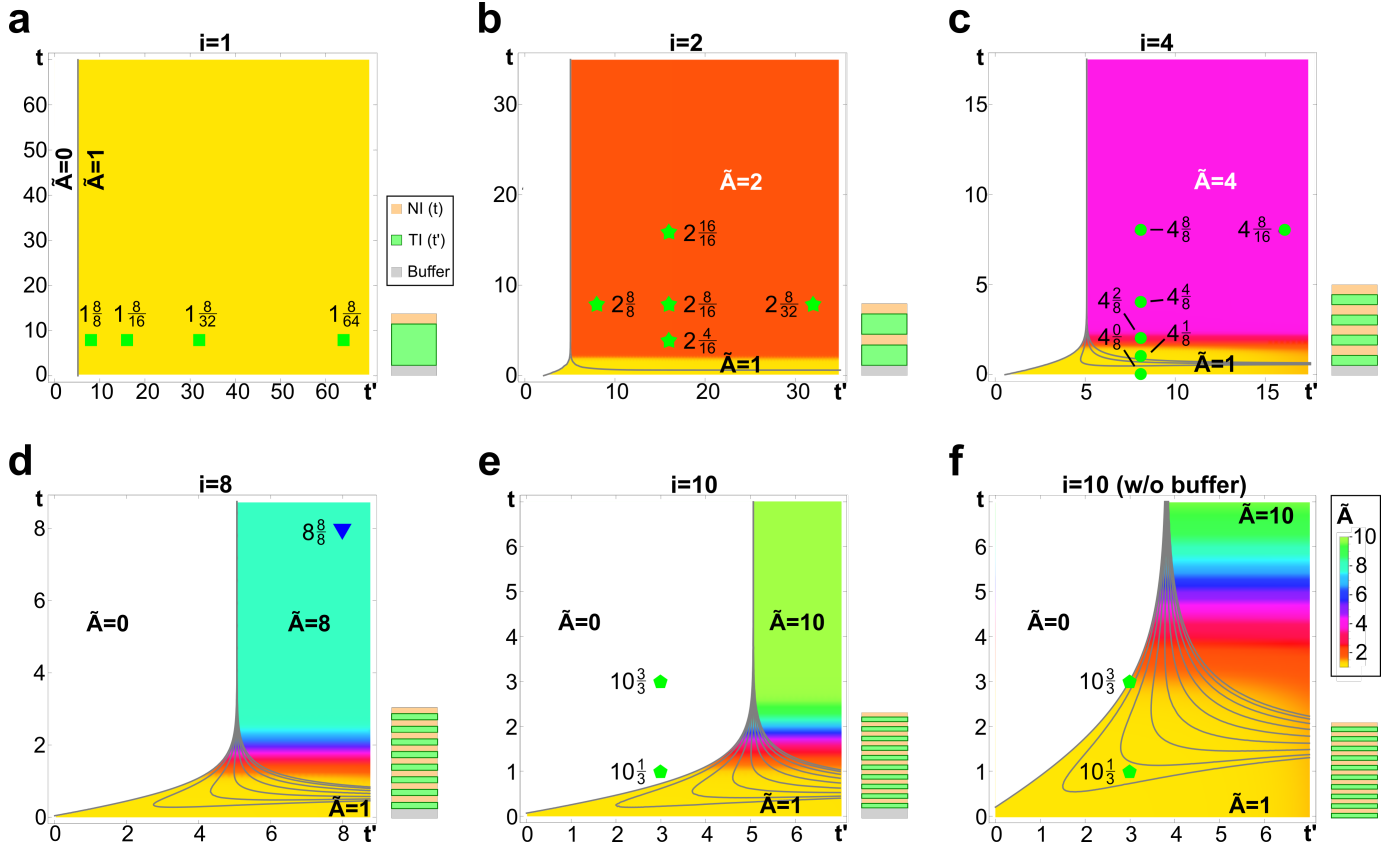 a
i=1
t
60
50
40
30
20
10
0
Ã=0
Ã=1
1 8/8
1 8/16
1 8/32
1 8/64
0 10 20 30 40 50 60 t'
NI (t)
TI (t')
Buffer
b
i=2
t
30
20
10
0
Ã=2
2 16/16
2 8/8
2 8/16
2 8/32
2 4/16
Ã=1
10 20 30 t'
c
i=4
t
15
10
5
0
Ã=4
4 8/8
4 8/16
4 2/8
4 4/8
4 0/8
4 1/8
Ã=1
0 5 10 15 t'
d
i=8
t
8
6
4
2
0
8 8/8
Ã=0
Ã=8
Ã=1
0 2 4 6 8 t'
e
i=10
t
6
5
4
3
2
1
0
Ã=0
Ã=10
10 3/3
10 1/3
Ã=1
0 1 2 3 4 5 6 t'
f
i=10 (w/o buffer)
t
6
5
4
3
2
1
0
Ã=10
Ã=0
10 3/3
10 1/3
Ã=1
0 1 2 3 4 5 6 t'
Ã
10
8
6
4
2